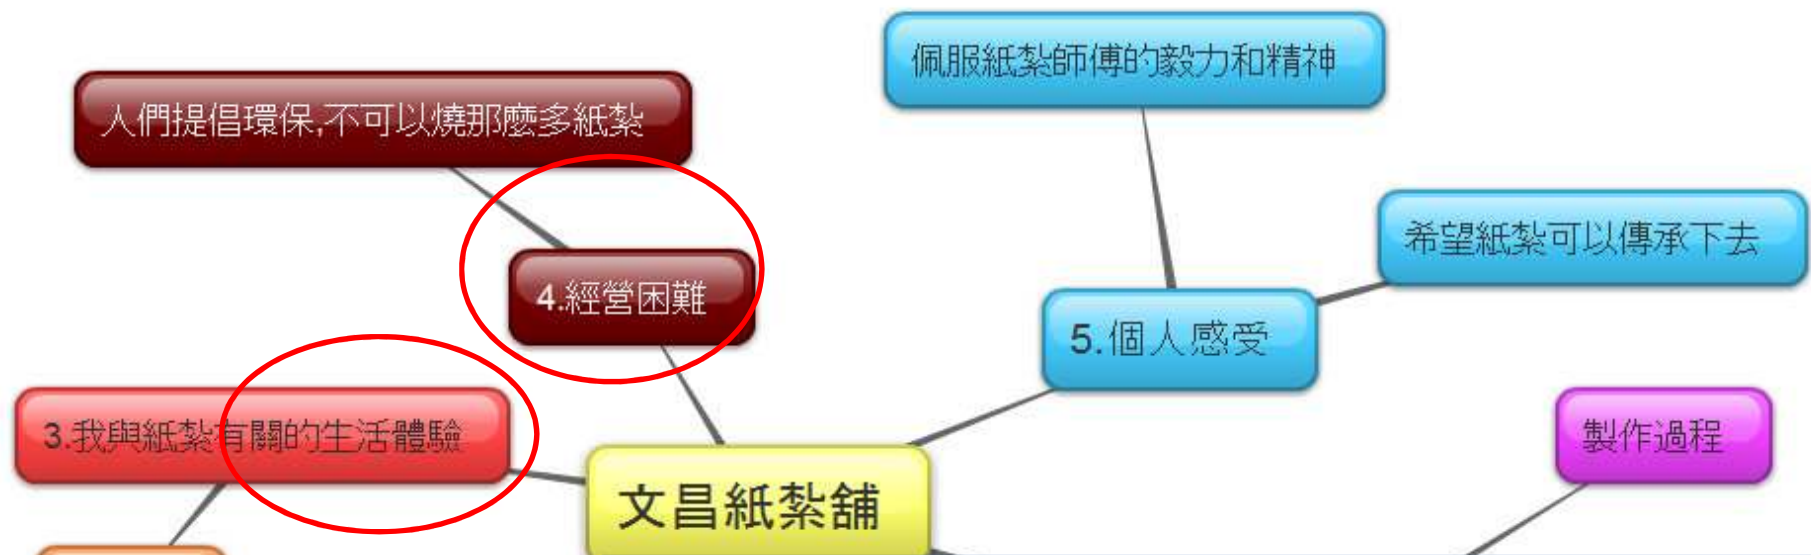 佩服紙紮師傅的毅力和精神
人們提倡環保,不可以燒那麼多紙紮
希望紙紮可以傳承下去
4.經營困難
5.個人感受
3.我與紙紮有關的生活體驗
製作過程
文昌紙紮舖